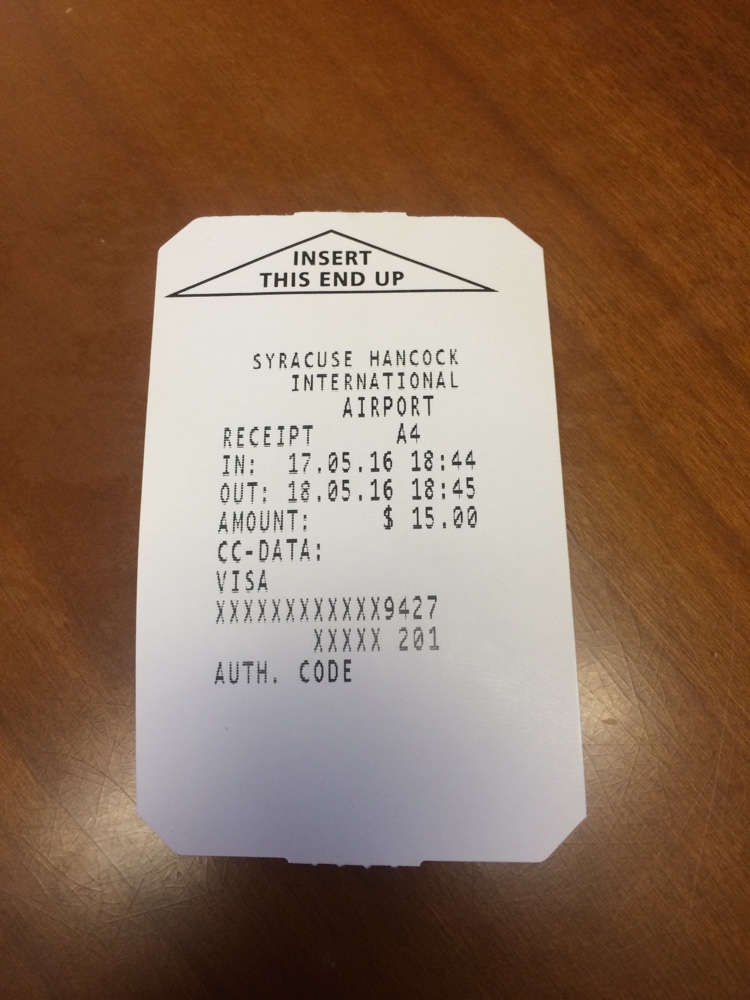 INSERT
THIS END UP
SYRACUSE HANCOCK
INTERNATIONAL
AIRPORT
RECEIPT A4
IN: 17.05.16 18:44
OUT: 18.05.16 18:45
AMOUNT: $ 15.00
CC-DATA:
VISA
XXXXXXXXXXXX9427
XXXXX 201
AUTH. CODE